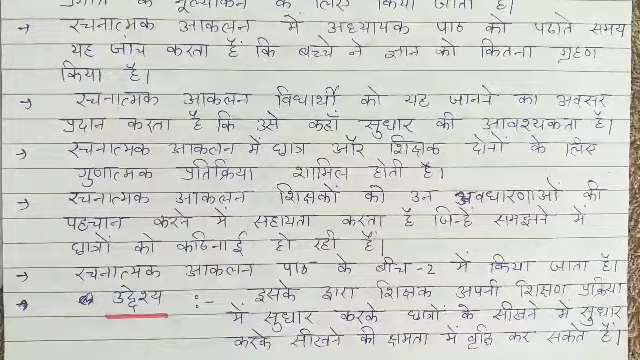 प्रगति के मूल्यांकन के लिए किया जाता है।
→ रचनात्मक आकलन में अध्यापक पाठ को पढ़ाते समय
यह जांच करता है कि बच्चे ने ज्ञान को कितना ग्रहण
किया है।
→ रचनात्मक आकलन विद्यार्थी को यह जानने का अवसर
प्रदान करता है कि उसे कहाँ सुधार की आवश्यकता है।
→ रचनात्मक आकलन में छात्र और शिक्षक दोनों के लिए
गुणात्मक प्रतिक्रिया शामिल होती है।
→ रचनात्मक आकलन शिक्षकों को उन अवधारणाओं की
पहचान करने में सहायता करता है जिन्हें समझने में
छात्रों को कठिनाई हो रही हैं।
→ रचनात्मक आकलन पाठ के बीच-2 में किया जाता है।
→ उद्देश्य :- इसके द्वारा शिक्षक अपनी शिक्षण प्रक्रिया
में सुधार करके छात्रों के सीखने में सुधार
करके सीखने की क्षमता में वृद्धि कर सकते हैं।